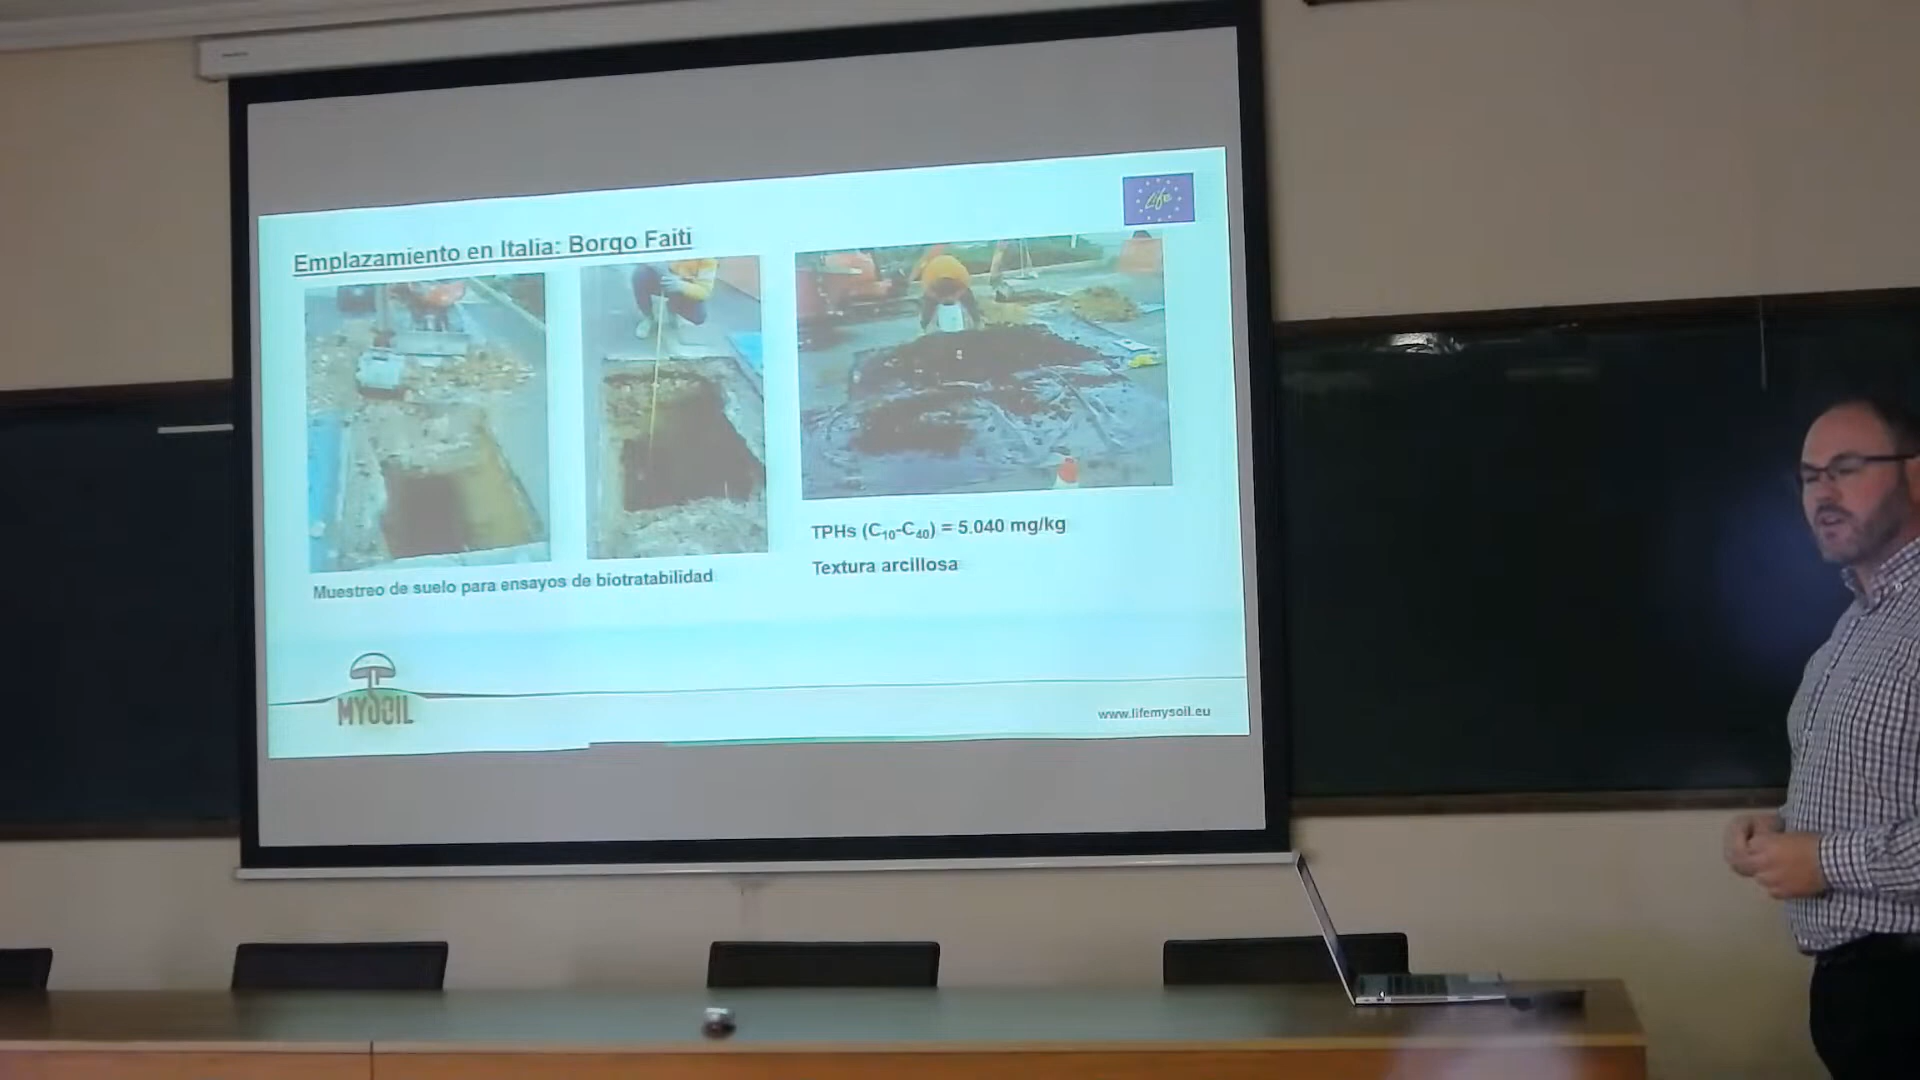 Life
Emplazamiento en Italia: Borgo Faiti
TPHs (C₁₀-C₄₀) = 5.040 mg/kg
Textura arcillosa
Muestreo de suelo para ensayos de biotratabilidad
MYSOIL
www.lifemysoil.eu